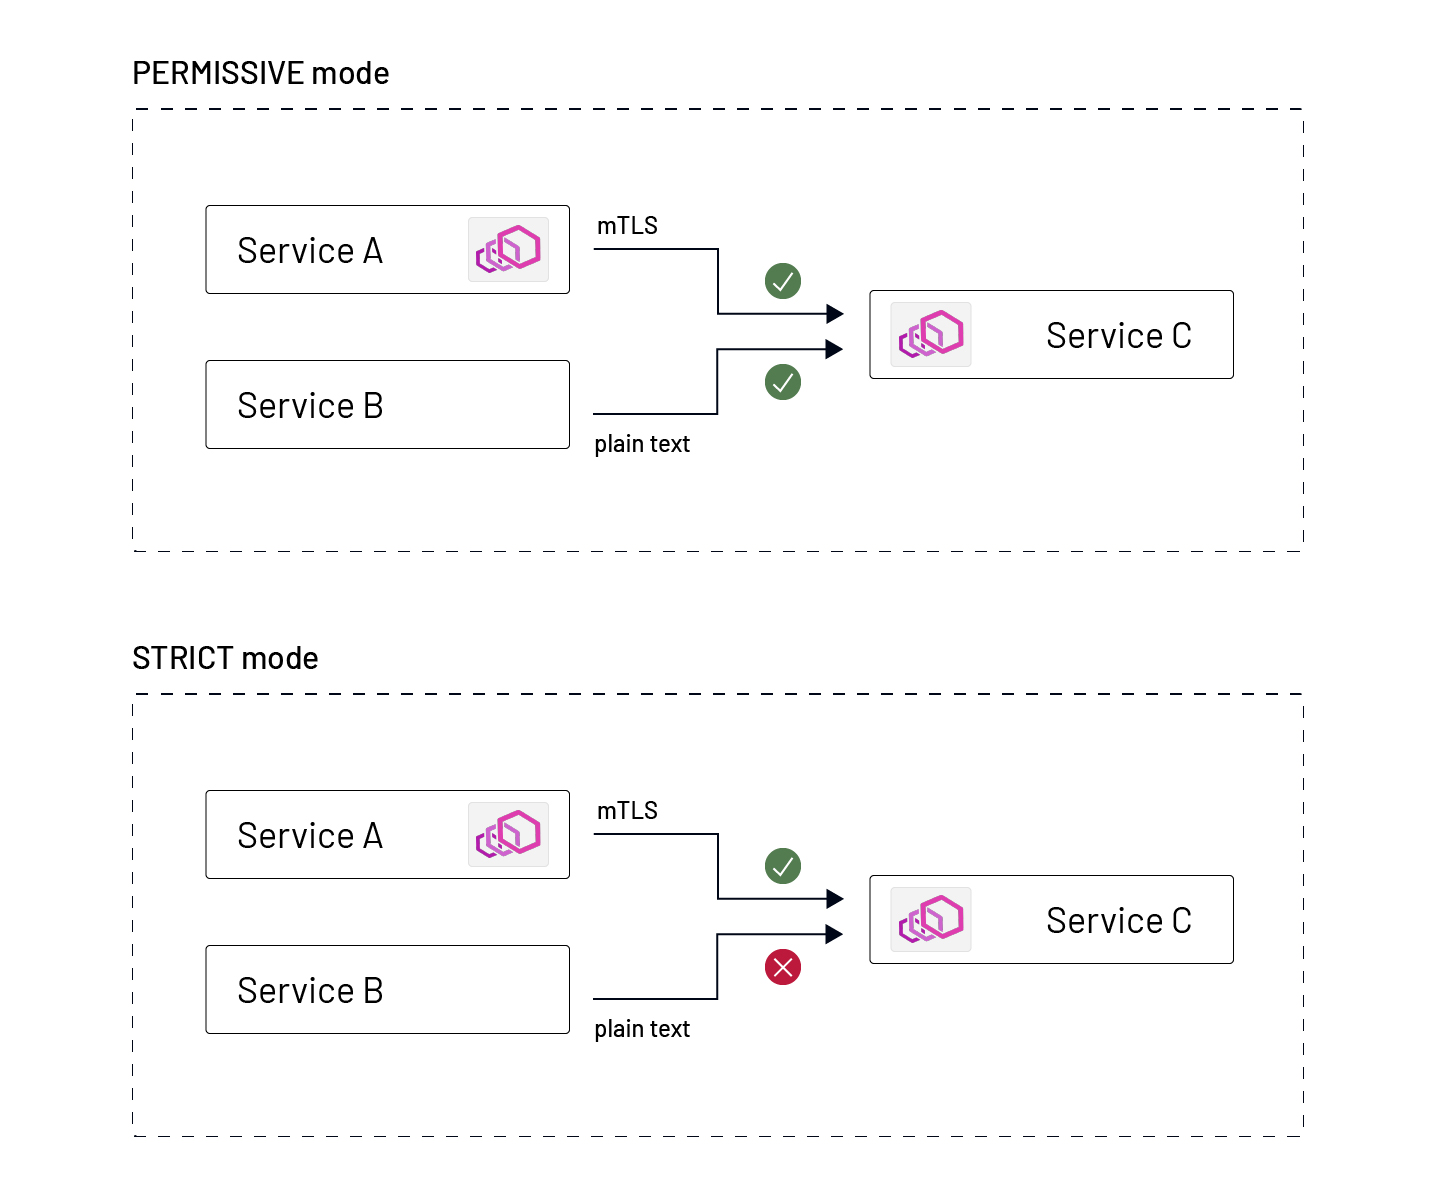 PERMISSIVE mode
Service A
mTLS
Service C
Service B
plain text
STRICT mode
Service A
mTLS
Service C
Service B
plain text